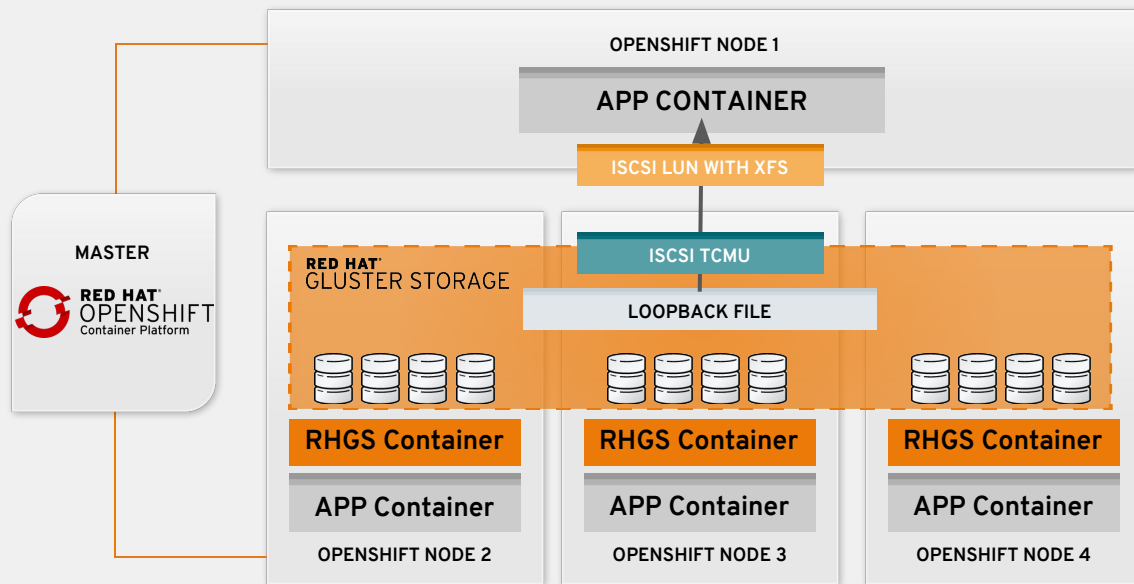 OPENSHIFT NODE 1
APP CONTAINER
ISCSI LUN WITH XFS
MASTER
RED HAT®
OPENSHIFT
Container Platform
RED HAT®
GLUSTER STORAGE
ISCSI TCMU
LOOPBACK FILE
RHGS Container
RHGS Container
RHGS Container
APP Container
APP Container
APP Container
OPENSHIFT NODE 2
OPENSHIFT NODE 3
OPENSHIFT NODE 4